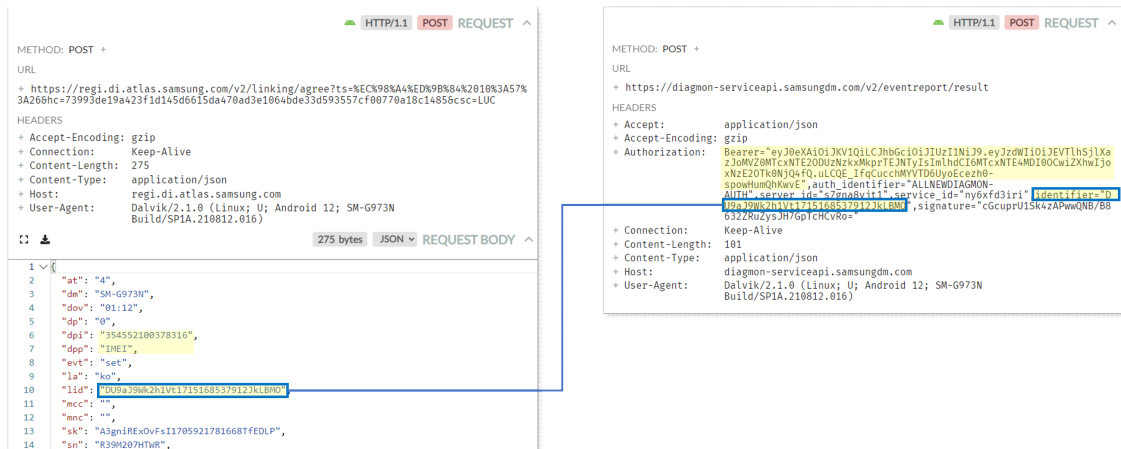 HTTP/1.1 POST REQUEST
METHOD: POST +
URL
+ https://regi.di.atlas.samsung.com/v2/linking/agree?ts=%EC%98%A4%ED%9B%84%2010%3A57%
3A26@hc=73993de19a423f1d145d6615da470ad3e1064bde33d593557cf00770a18c1485&csc=LUC
HEADERS
+ Accept-Encoding: gzip
+ Connection: Keep-Alive
+ Content-Length: 275
+ Content-Type: application/json
+ Host: regi.di.atlas.samsung.com
+ User-Agent: Dalvik/2.1.0 (Linux; U; Android 12; SM-G973N
Build/SP1A.210812.016)
275 bytes JSON REQUEST BODY
1 {
2 "at": "4",
3 "dm": "SM-G973N",
4 "dov": "01:12",
5 "dp": "0",
6 "dpi": "354552100378316",
7 "dpp": "IMEI",
8 "evt": "set",
9 "la": "ko",
10 "lid": "DU9aJ9Wk2h1Vt1715168537912JkLBMO"
11 "mcc": "",
12 "mnc": "",
13 "sk": "A3gniRExOvFsI1705921781668TfEDLP",
14 "sn": "R39M207HTWR",
HTTP/1.1 POST REQUEST
METHOD: POST +
URL
+ https://diagmon-serviceapi.samsungdm.com/v2/eventreport/result
HEADERS
+ Accept: application/json
+ Accept-Encoding: gzip
+ Authorization: Bearer="eyJ0eXAiOiJKV1QiLCJhbGciOiJIUzI1NiJ9.eyJzdWIiOiJEVTlhSjlXa
zJoMVZ0MTcxNTE2ODUzNzkxMkprTEJNTyIsImlhdCI6MTcxNTE4MDI0OCwiZXhwIjo
xNzE2OTk0NjQ4fQ.uLCQE_IfqCucchMYVTD6UyoEcezh0-
spowHumQhKwvE",auth_identifier="ALLNEWDIAGMON-
AUTH",server_id="s7gna8vit1",service_id="ny6xfd3iri",identifier="D
U9aJ9Wk2h1Vt1715168537912JkLBMO",signature="cGcuprU1Sk4zAPwwQNB/B8
632ZRuZysJH7GpTcHCvRo="
+ Connection: Keep-Alive
+ Content-Length: 101
+ Content-Type: application/json
+ Host: diagmon-serviceapi.samsungdm.com
+ User-Agent: Dalvik/2.1.0 (Linux; U; Android 12; SM-G973N
Build/SP1A.210812.016)